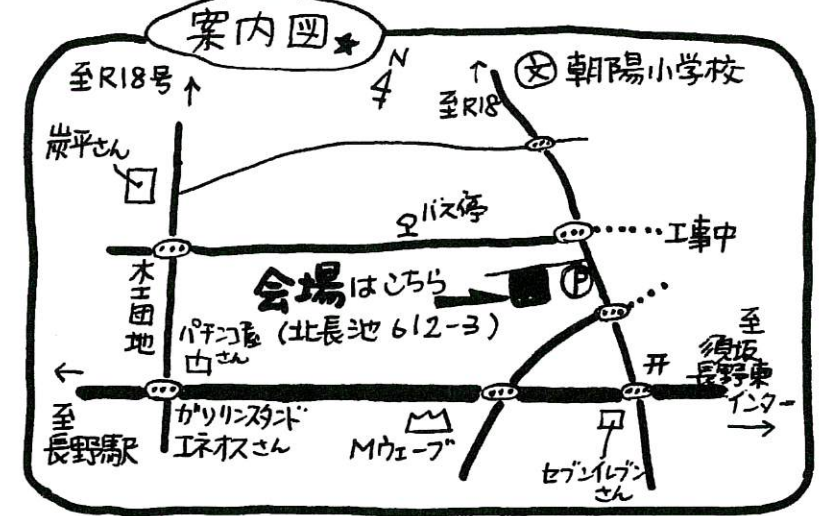 案内図
至R18号
N
至R18
文 朝陽小学校
炭平さん
バス停
工事中
木工団地
会場はこちら
P
(北長池612-3)
パチンコ屋
さん
至
長野駅
ガソリンスタンド
エネオスさん
Mウェーブ
セブンイレブン
さん
至
須坂
長野東
インター